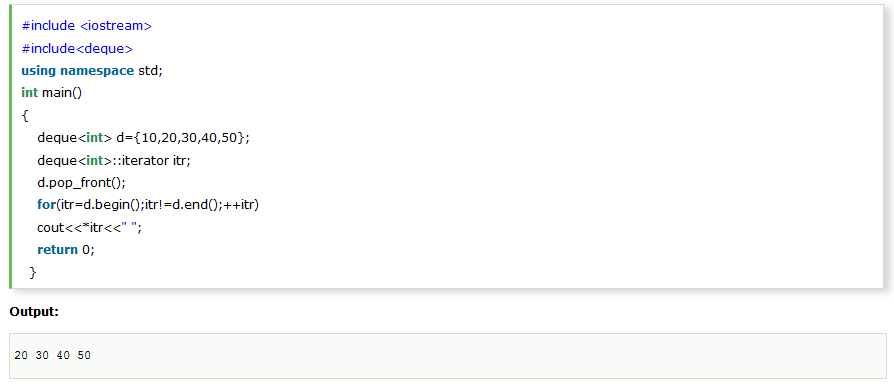 #include <iostream>
#include<deque>
using namespace std;
int main()
{
deque<int> d={10,20,30,40,50};
deque<int>::iterator itr;
d.pop_front();
for(itr=d.begin();itr!=d.end();++itr)
cout<<*itr<<" ";
return 0;
}
Output:
20 30 40 50